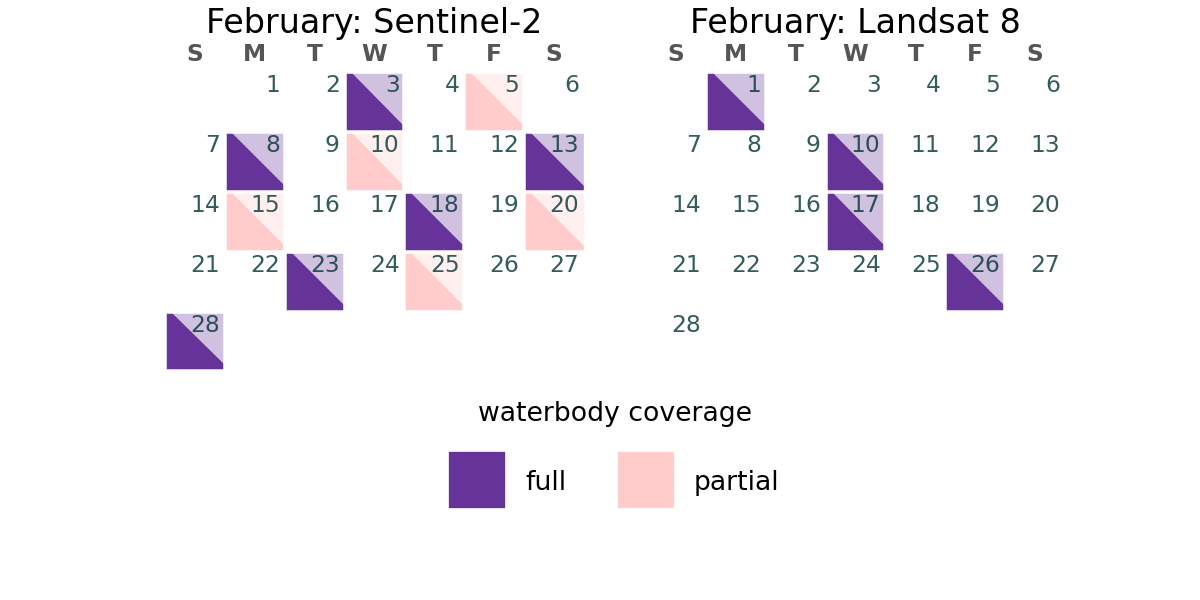 February: Sentinel-2
S M T W T F S
1 2 3 4 5 6
7 8 9 10 11 12 13
14 15 16 17 18 19 20
21 22 23 24 25 26 27
28
February: Landsat 8
S M T W T F S
1 2 3 4 5 6
7 8 9 10 11 12 13
14 15 16 17 18 19 20
21 22 23 24 25 26 27
28
waterbody coverage
full partial